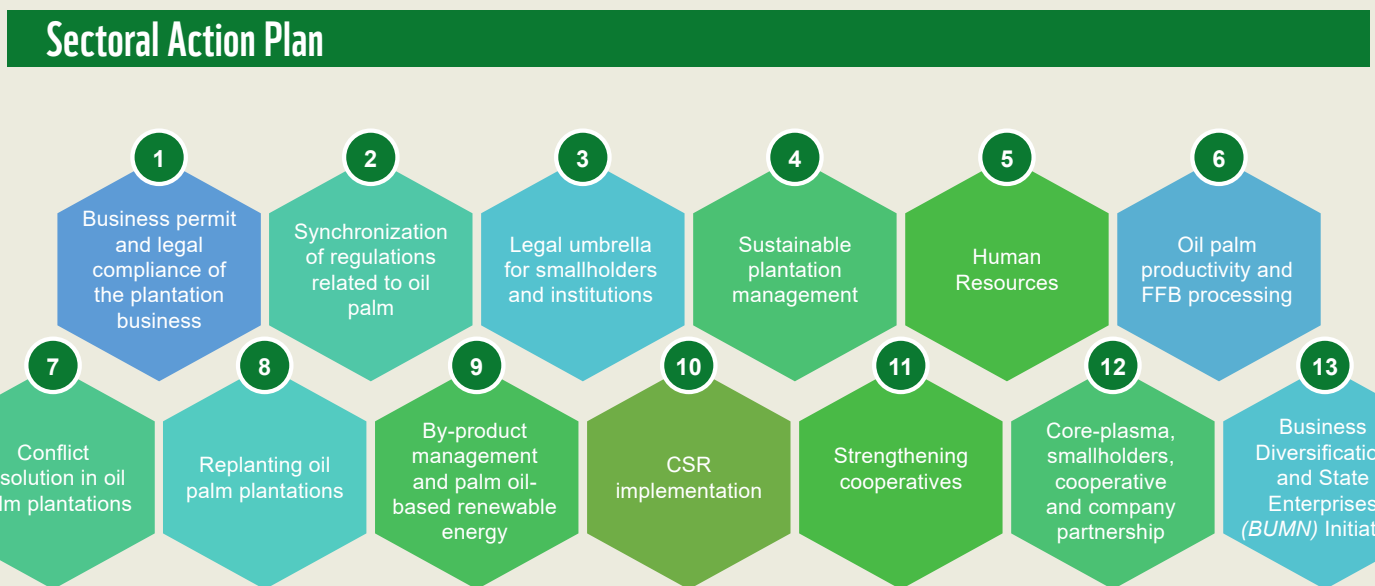 Sectoral Action Plan
1
Business permit
and legal
compliance of
the plantation
business
2
Synchronization
of regulations
related to oil
palm
3
Legal umbrella
for smallholders
and institutions
4
Sustainable
plantation
management
5
Human
Resources
6
Oil palm
productivity and
FFB processing
7
Conflict
solution in oil
lm plantations
8
Replanting oil
palm plantations
9
By-product
management
and palm oil-
based renewable
energy
10
CSR
implementation
11
Strengthening
cooperatives
12
Core-plasma,
smallholders,
cooperative
and company
partnership
13
Business
Diversificatio
and State
Enterprises
(BUMN) Initiat